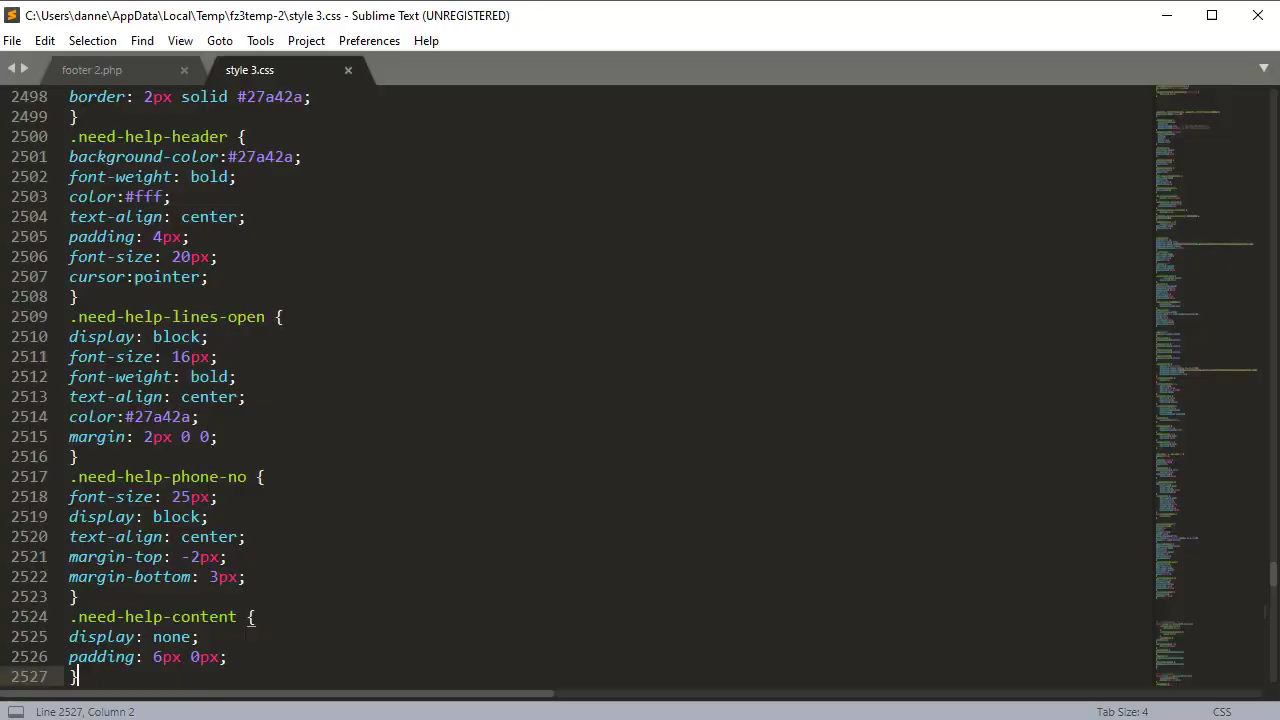 C:\Users\danne\AppData\Local\Temp\fz3temp-2\style 3.css - Sublime Text (UNREGISTERED)
File Edit Selection Find View Goto Tools Project Preferences Help
footer 2.php × style 3.css ×
2498 border: 2px solid #27a42a;
2499 }
2500 .need-help-header {
2501 background-color:#27a42a;
2502 font-weight: bold;
2503 color:#fff;
2504 text-align: center;
2505 padding: 4px;
2506 font-size: 20px;
2507 cursor:pointer;
2508 }
2509 .need-help-lines-open {
2510 display: block;
2511 font-size: 16px;
2512 font-weight: bold;
2513 text-align: center;
2514 color:#27a42a;
2515 margin: 2px 0 0;
2516 }
2517 .need-help-phone-no {
2518 font-size: 25px;
2519 display: block;
2520 text-align: center;
2521 margin-top: -2px;
2522 margin-bottom: 3px;
2523 }
2524 .need-help-content {
2525 display: none;
2526 padding: 6px 0px;
2527 }
Line 2527, Column 2 Tab Size: 4 CSS